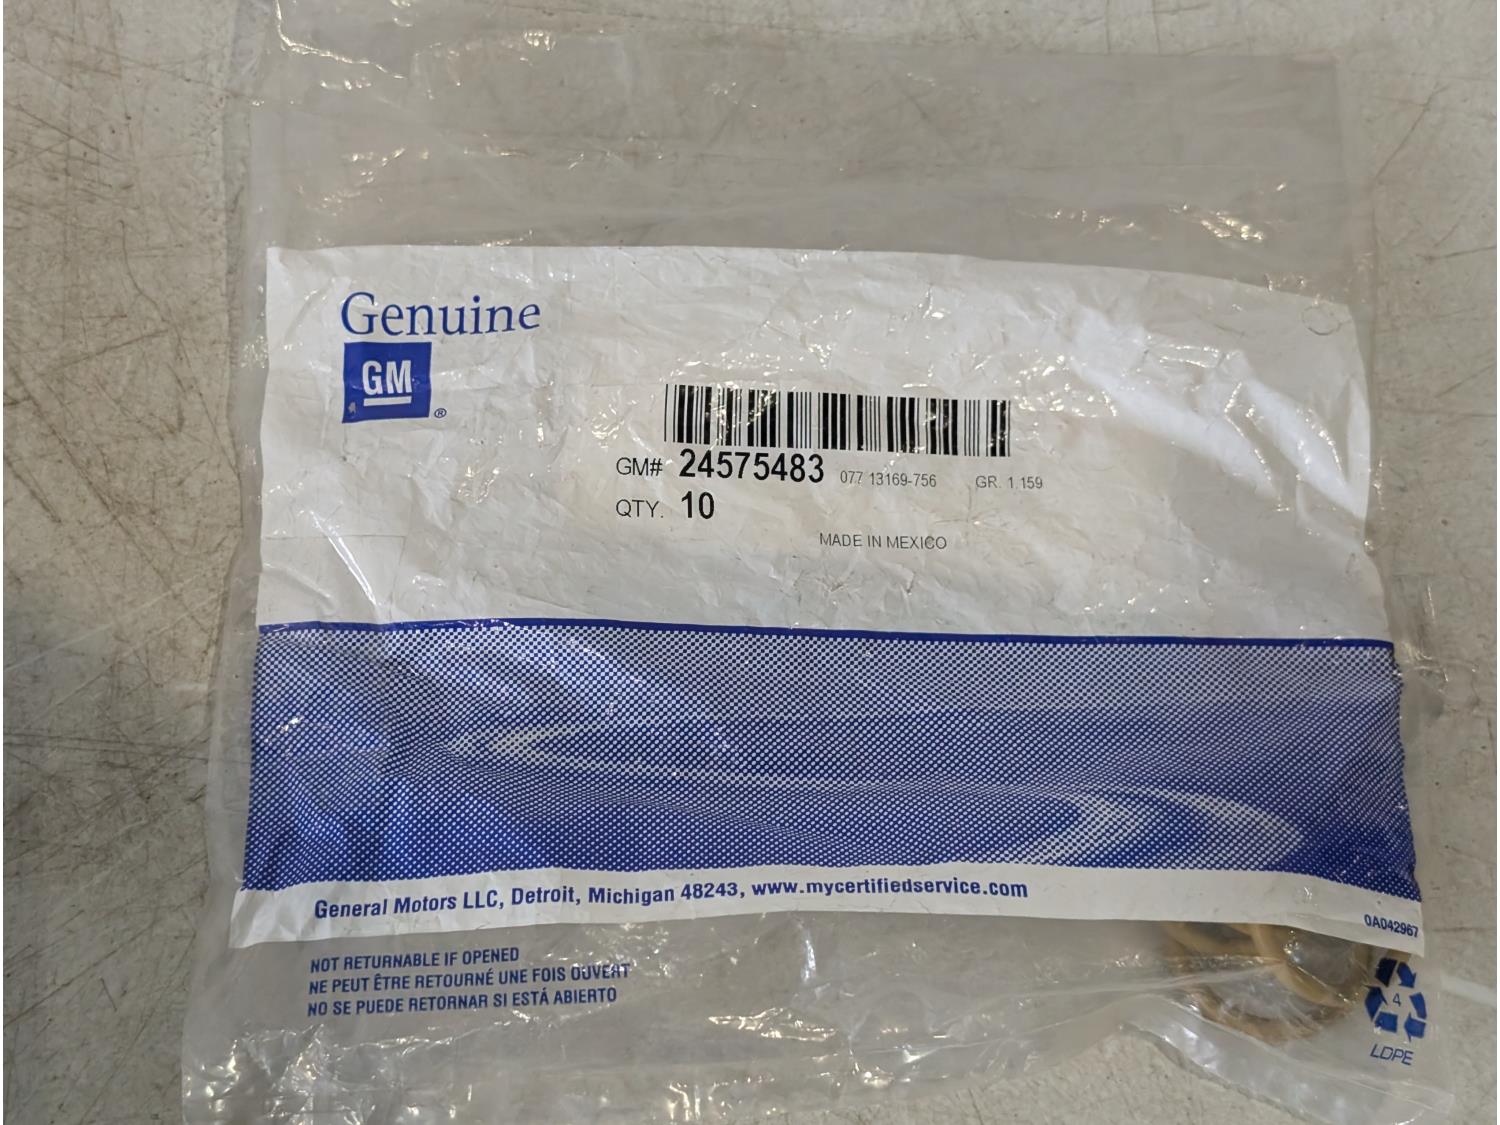 Genuine
GM
®
GM# 24575483 077 13169-756 GR. 1.159
QTY. 10
MADE IN MEXICO
General Motors LLC, Detroit, Michigan 48243, www.mycertifiedservice.com
0A042967
NOT RETURNABLE IF OPENED
NE PEUT ÊTRE RETOURNÉ UNE FOIS OUVERT
NO SE PUEDE RETORNAR SI ESTÁ ABIERTO
4
LDPE